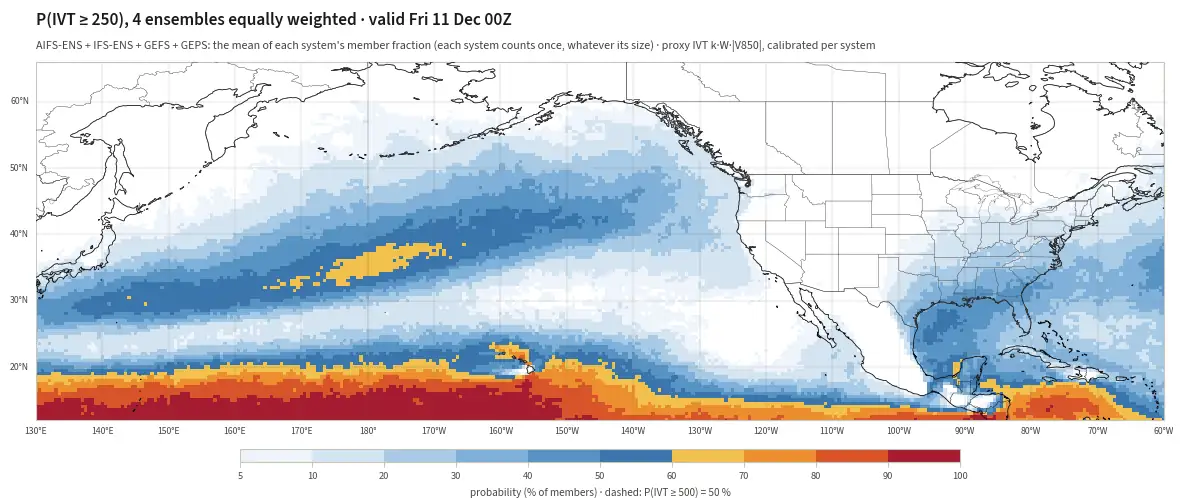 P(IVT ≥ 250), 4 ensembles equally weighted · valid Fri 11 Dec 00Z
AIFS-ENS + IFS-ENS + GEFS + GEPS: the mean of each system's member fraction (each system counts once, whatever its size) · proxy IVT k·W·|V850|, calibrated per system
60°N
50°N
40°N
30°N
20°N
130°E 140°E 150°E 160°E 170°E 180° 170°W 160°W 150°W 140°W 130°W 120°W 110°W 100°W 90°W 80°W 70°W 60°W
5 10 20 30 40 50 60 70 80 90 100
probability (% of members) · dashed: P(IVT ≥ 500) = 50 %